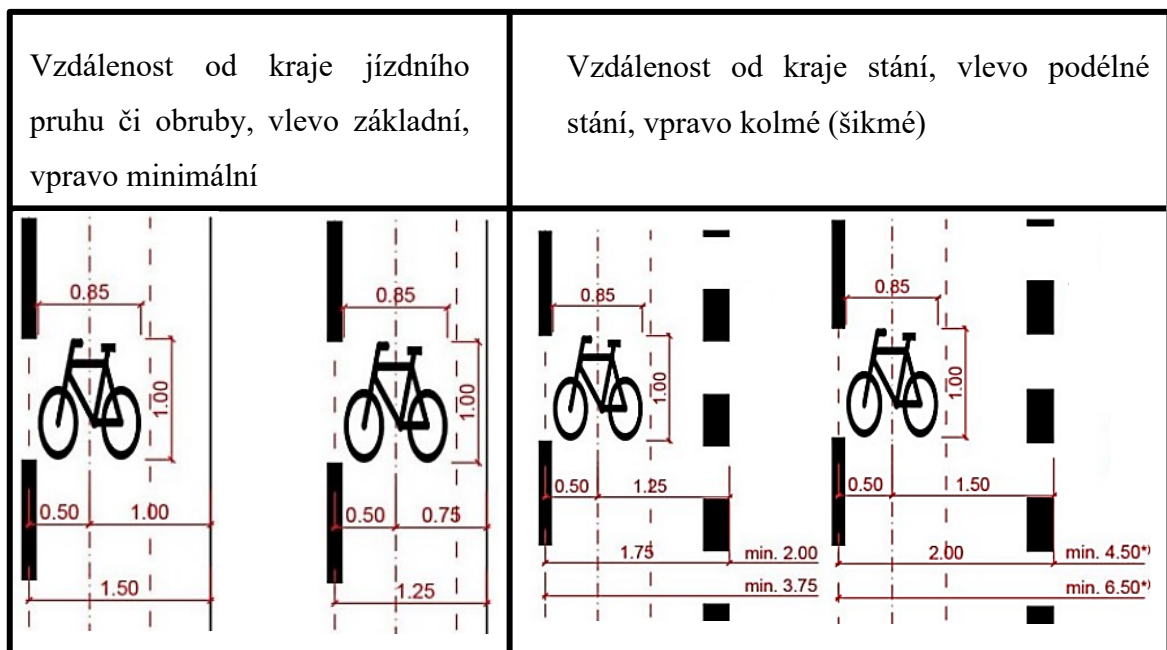 Vzdálenost od kraje jízdního
pruhu či obruby, vlevo základní,
vpravo minimální
Vzdálenost od kraje stání, vlevo podélné
stání, vpravo kolmé (šikmé)
0.85
1.00
0.50 1.00
1.50
0.85
1.00
0.50 0.75
1.25
0.85
1.00
0.50 1.25
1.75 min. 2.00
min. 3.75
0.85
1.00
0.50 1.50
2.00 min. 4.50*)
min. 6.50*)